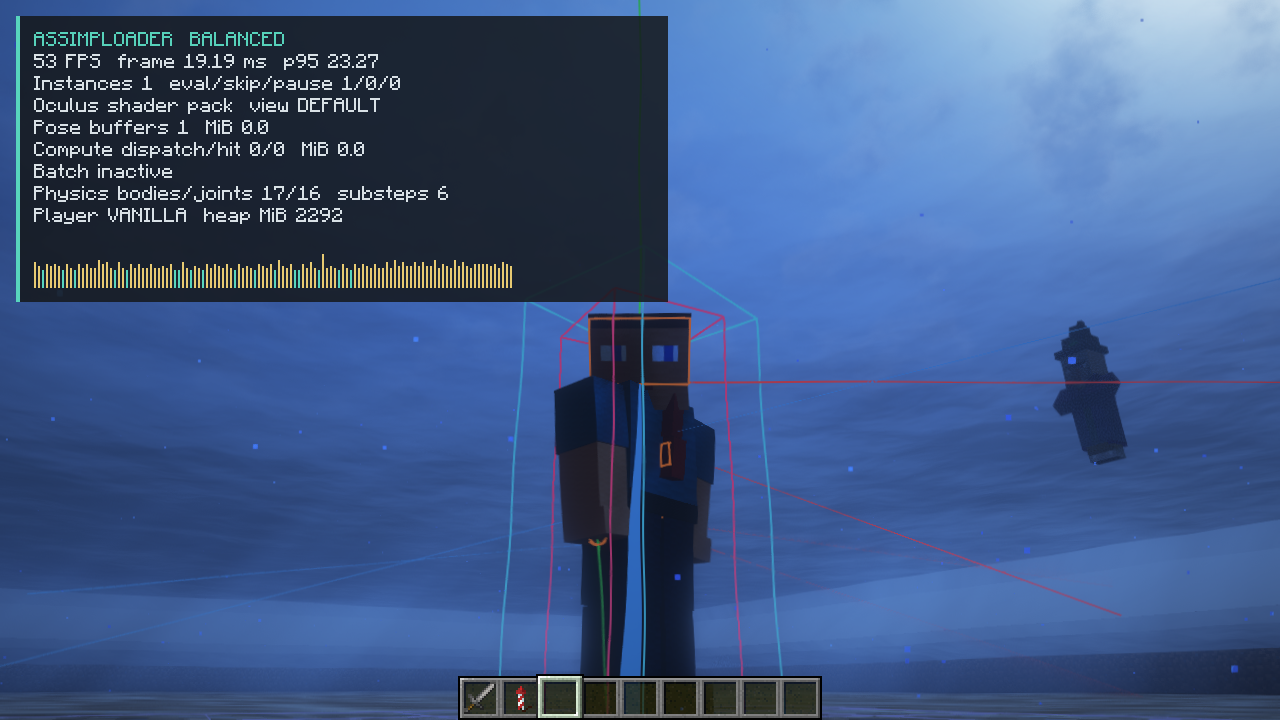 ASSIMPLOADER BALANCED
53 FPS frame 19.19 ms p95 23.27
Instances 1 eval/skip/pause 1/0/0
Oculus shader pack view DEFAULT
Pose buffers 1 MiB 0.0
Compute dispatch/hit 0/0 MiB 0.0
Batch inactive
Physics bodies/joints 17/16 substeps 6
Player VANILLA heap MiB 2292